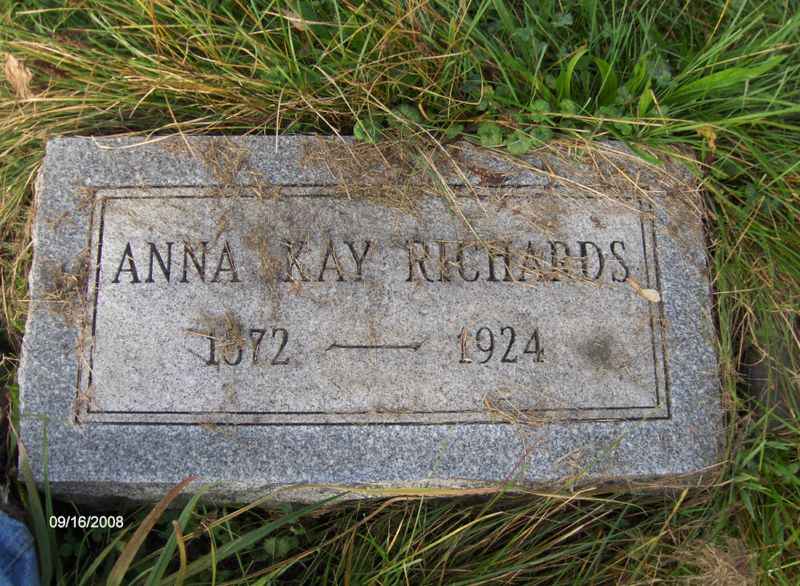 ANNA KAY RICHARDS
1872 — 1924
09/16/2008